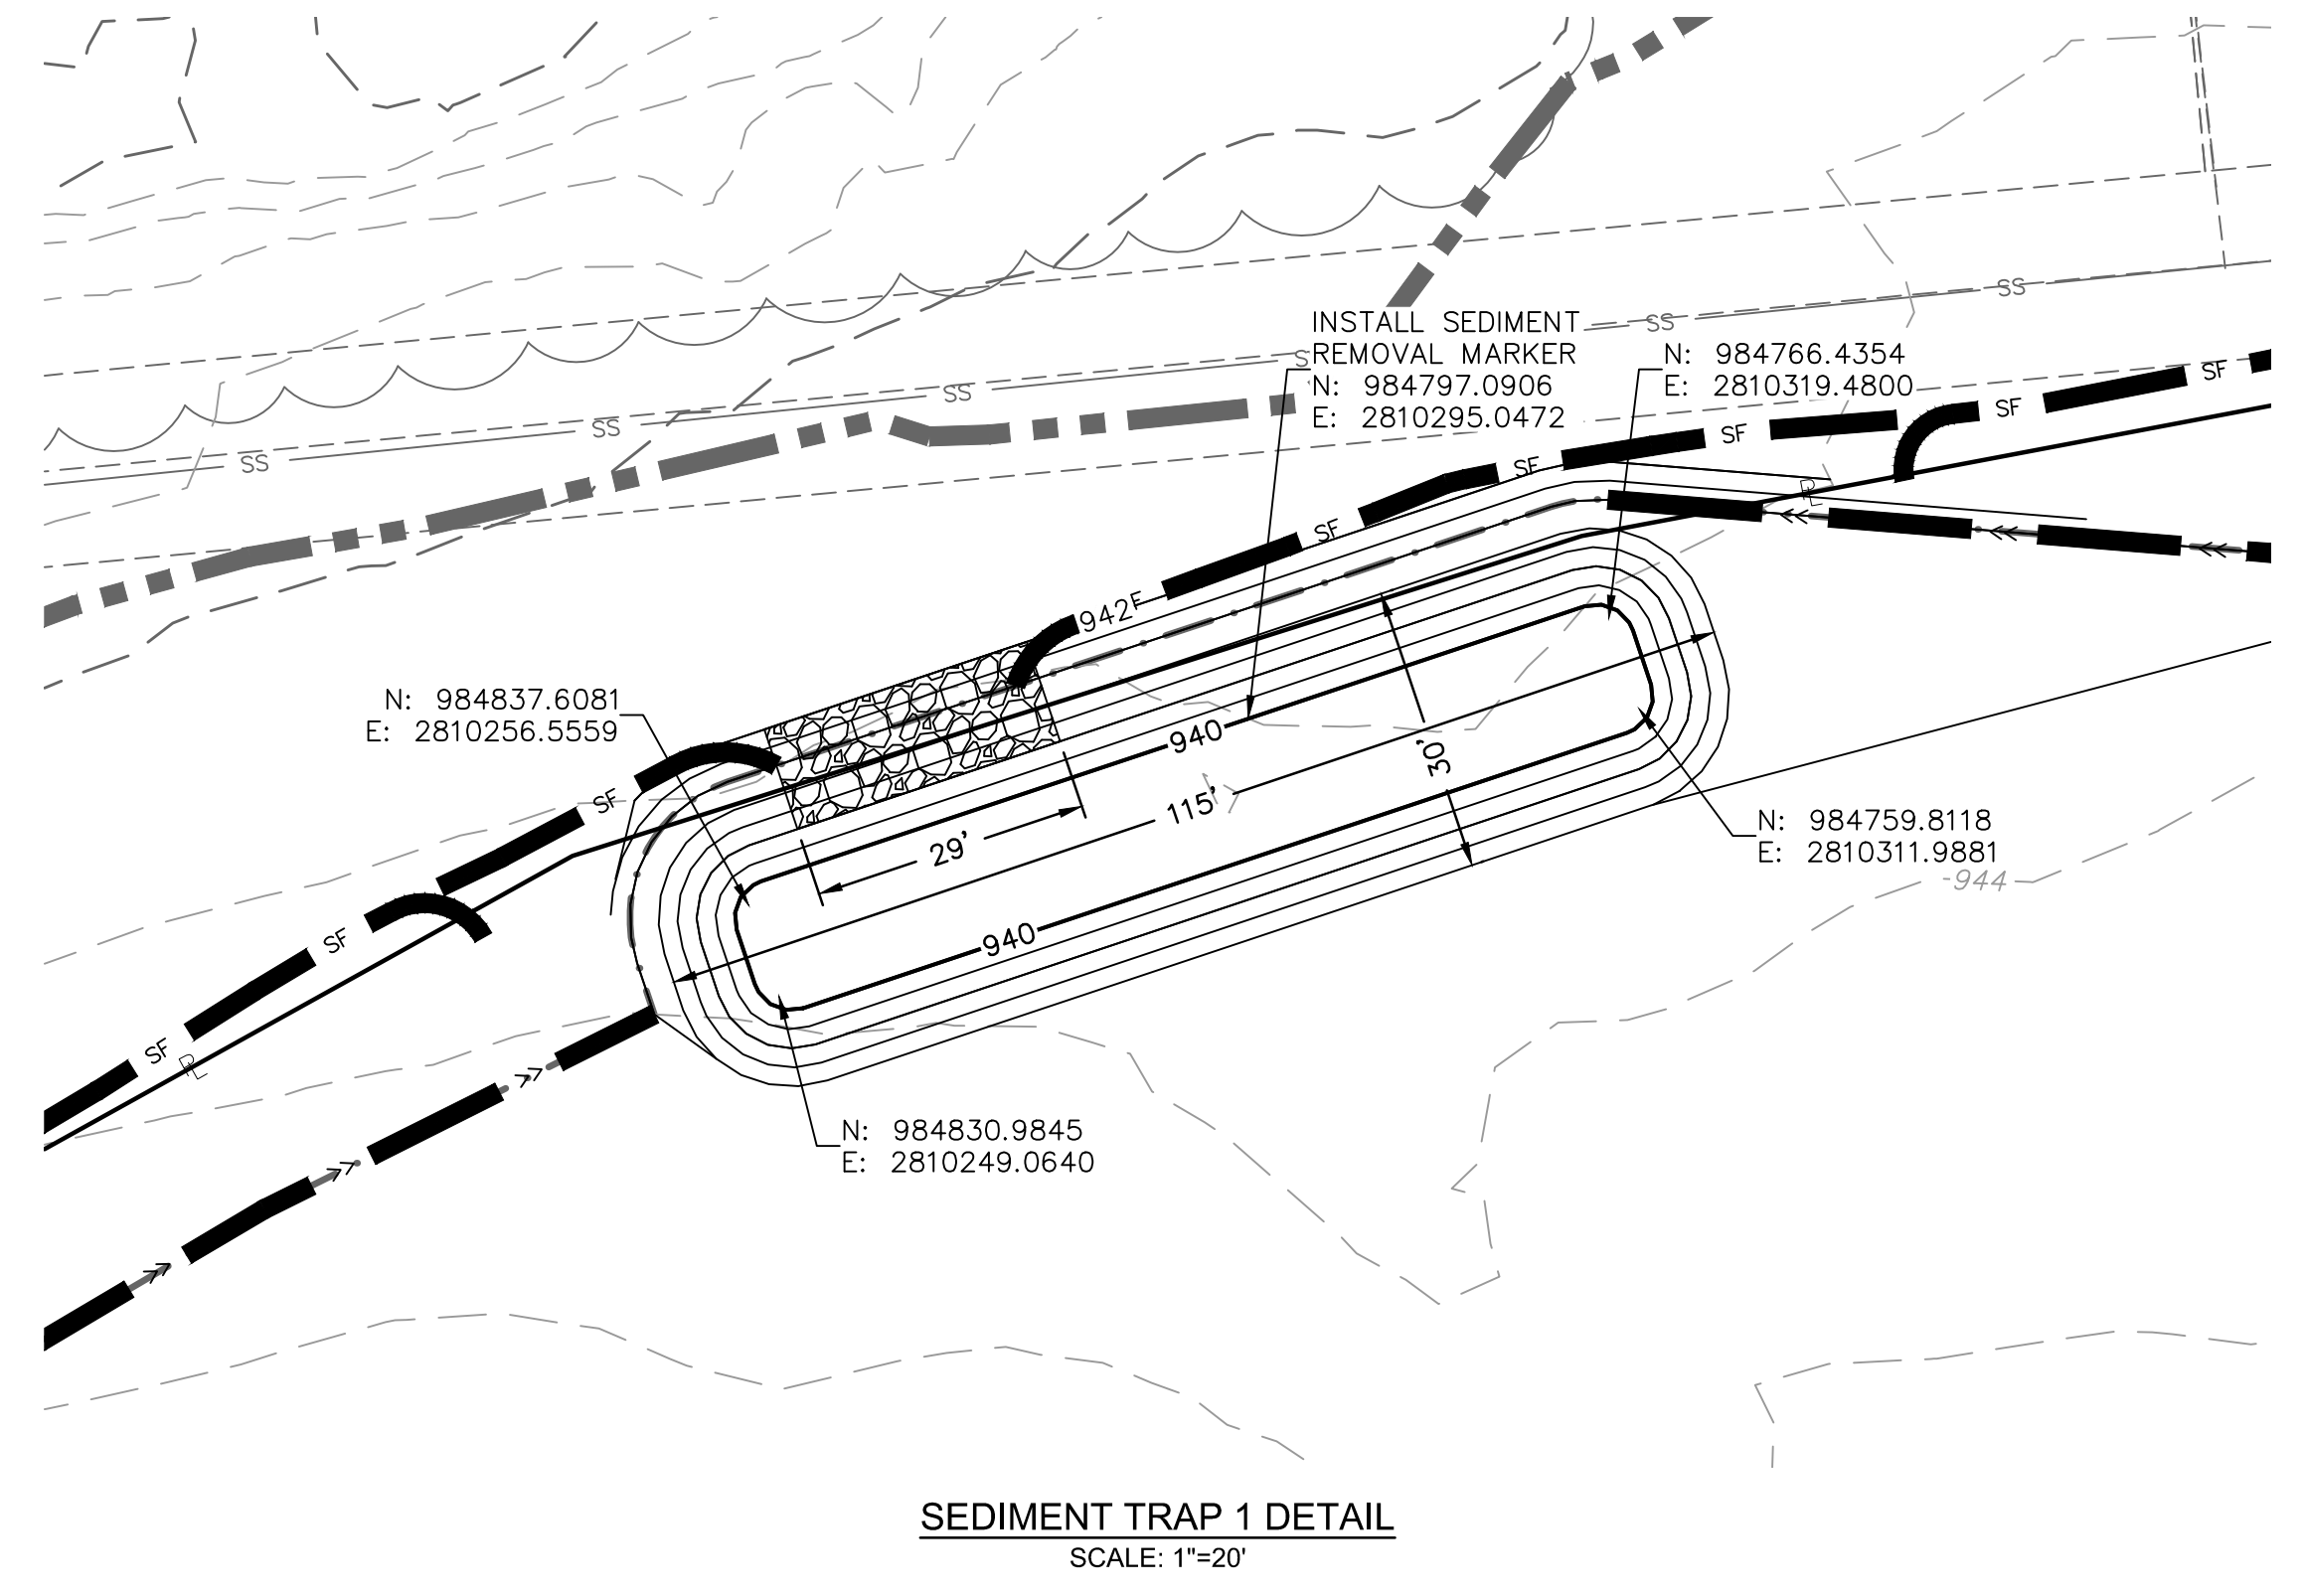 SS
SS
INSTALL SEDIMENT
REMOVAL MARKER
N: 984797.0906
E: 2810295.0472
N: 984766.4354
E: 2810319.4800
S
SS
SS
SS
SF
SF
SF
SF
SF
PL
942
F
N: 984837.6081
E: 2810256.5559
940
30'
115'
29'
SF
N: 984759.8118
E: 2810311.9881
944
940
SF
SF
PL
N: 984830.9845
E: 2810249.0640
SEDIMENT TRAP 1 DETAIL
SCALE: 1"=20'